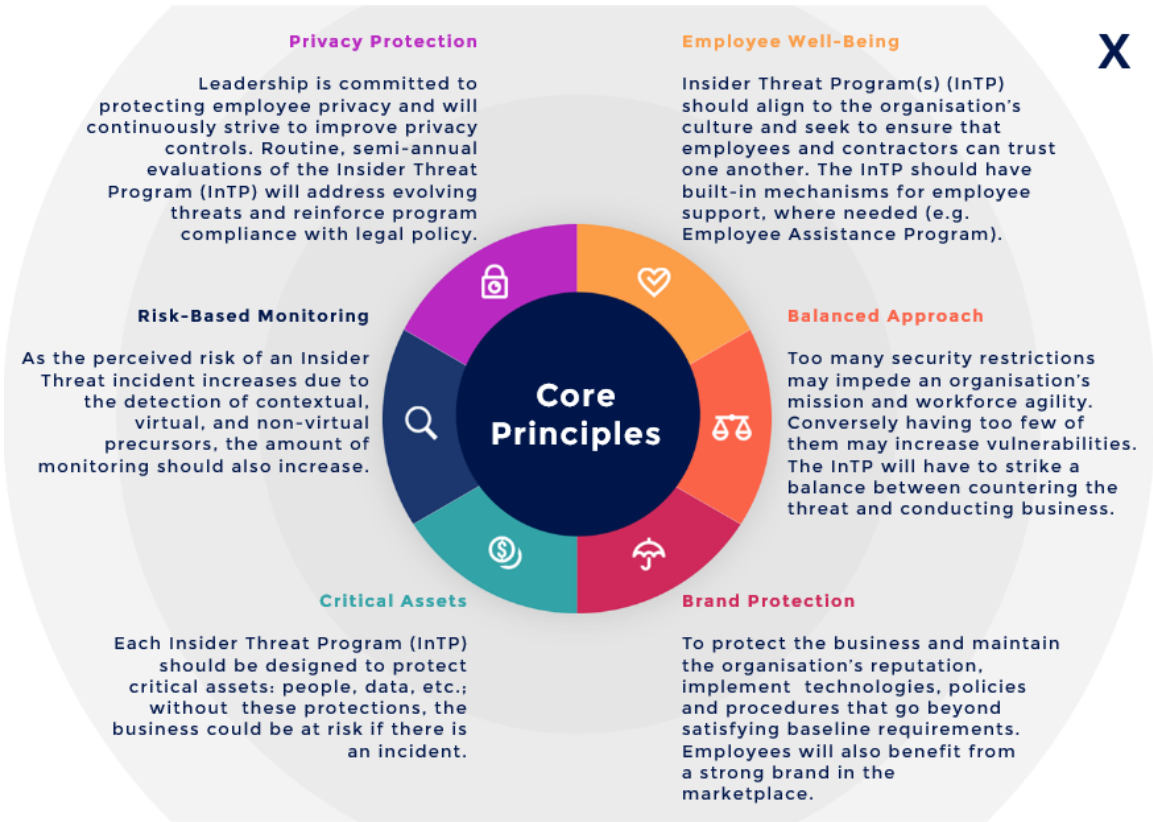 Privacy Protection
Leadership is committed to
protecting employee privacy and will
continuously strive to improve privacy
controls. Routine, semi-annual
evaluations of the Insider Threat
Program (InTP) will address evolving
threats and reinforce program
compliance with legal policy.
Employee Well-Being
Insider Threat Program(s) (InTP)
should align to the organisation's
culture and seek to ensure that
employees and contractors can trust
one another. The InTP should have
built-in mechanisms for employee
support, where needed (e.g.
Employee Assistance Program).
X
Risk-Based Monitoring
As the perceived risk of an Insider
Threat incident increases due to
the detection of contextual,
virtual, and non-virtual
precursors, the amount of
monitoring should also increase.
Core
Principles
Balanced Approach
Too many security restrictions
may impede an organisation's
mission and workforce agility.
Conversely having too few of
them may increase vulnerabilities.
The InTP will have to strike a
balance between countering the
threat and conducting business.
Critical Assets
Each Insider Threat Program (InTP)
should be designed to protect
critical assets: people, data, etc.;
without these protections, the
business could be at risk if there is
an incident.
$
Brand Protection
To protect the business and maintain
the organisation's reputation,
implement technologies, policies
and procedures that go beyond
satisfying baseline requirements.
Employees will also benefit from
a strong brand in the
marketplace.